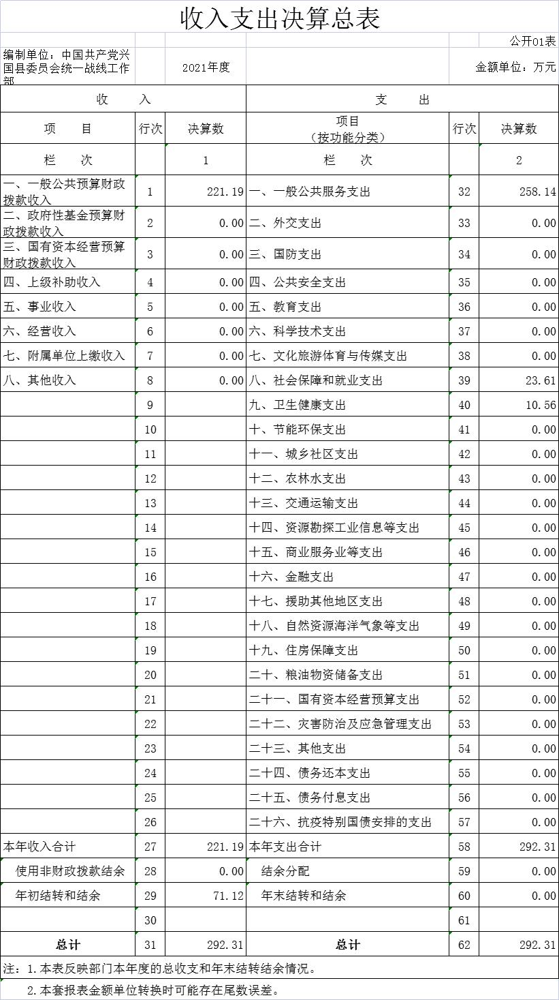 收入支出决算总表
公开01表
编制单位：中国共产党兴
国县委员会统一战线工作
部
2021年度
金额单位：万元
收 入
支 出
项 目 行次 决算数 项目 行次 决算数
（按功能分类）
栏 次 1 栏 次 2
一、一般公共预算财政
拨款收入 1 221.19 一、一般公共服务支出 32 258.14
二、政府性基金预算财
政拨款收入 2 0.00 二、外交支出 33 0.00
三、国有资本经营预算
财政拨款收入 3 0.00 三、国防支出 34 0.00
四、上级补助收入 4 0.00 四、公共安全支出 35 0.00
五、事业收入 5 0.00 五、教育支出 36 0.00
六、经营收入 6 0.00 六、科学技术支出 37 0.00
七、附属单位上缴收入 7 0.00 七、文化旅游体育与传媒支出 38 0.00
八、其他收入 8 0.00 八、社会保障和就业支出 39 23.61
9 九、卫生健康支出 40 10.56
10 十、节能环保支出 41 0.00
11 十一、城乡社区支出 42 0.00
12 十二、农林水支出 43 0.00
13 十三、交通运输支出 44 0.00
14 十四、资源勘探工业信息等支出 45 0.00
15 十五、商业服务业等支出 46 0.00
16 十六、金融支出 47 0.00
17 十七、援助其他地区支出 48 0.00
18 十八、自然资源海洋气象等支出 49 0.00
19 十九、住房保障支出 50 0.00
20 二十、粮油物资储备支出 51 0.00
21 二十一、国有资本经营预算支出 52 0.00
22 二十二、灾害防治及应急管理支出 53 0.00
23 二十三、其他支出 54 0.00
24 二十四、债务还本支出 55 0.00
25 二十五、债务付息支出 56 0.00
26 二十六、抗疫特别国债安排的支出 57 0.00
本年收入合计 27 221.19 本年支出合计 58 292.31
使用非财政拨款结余 28 0.00 结余分配 59 0.00
年初结转和结余 29 71.12 年末结转和结余 60 0.00
30 61
总计 31 292.31 总计 62 292.31
注：1.本表反映部门本年度的总收支和年末结转结余情况。
2.本套报表金额单位转换时可能存在尾数误差。